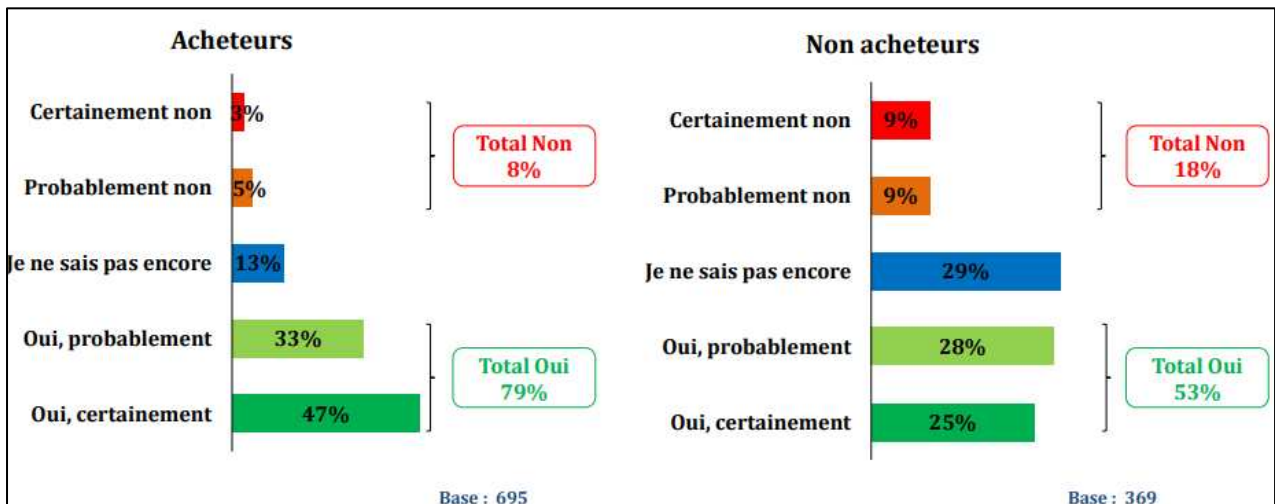 Acheteurs
Certainement non
3%
Probablement non
5%
Je ne sais pas encore
13%
Oui, probablement
33%
Oui, certainement
47%
Total Non
8%
Total Oui
79%
Base : 695
Non acheteurs
Certainement non
9%
Probablement non
9%
Je ne sais pas encore
29%
Oui, probablement
28%
Oui, certainement
25%
Total Non
18%
Total Oui
53%
Base : 369